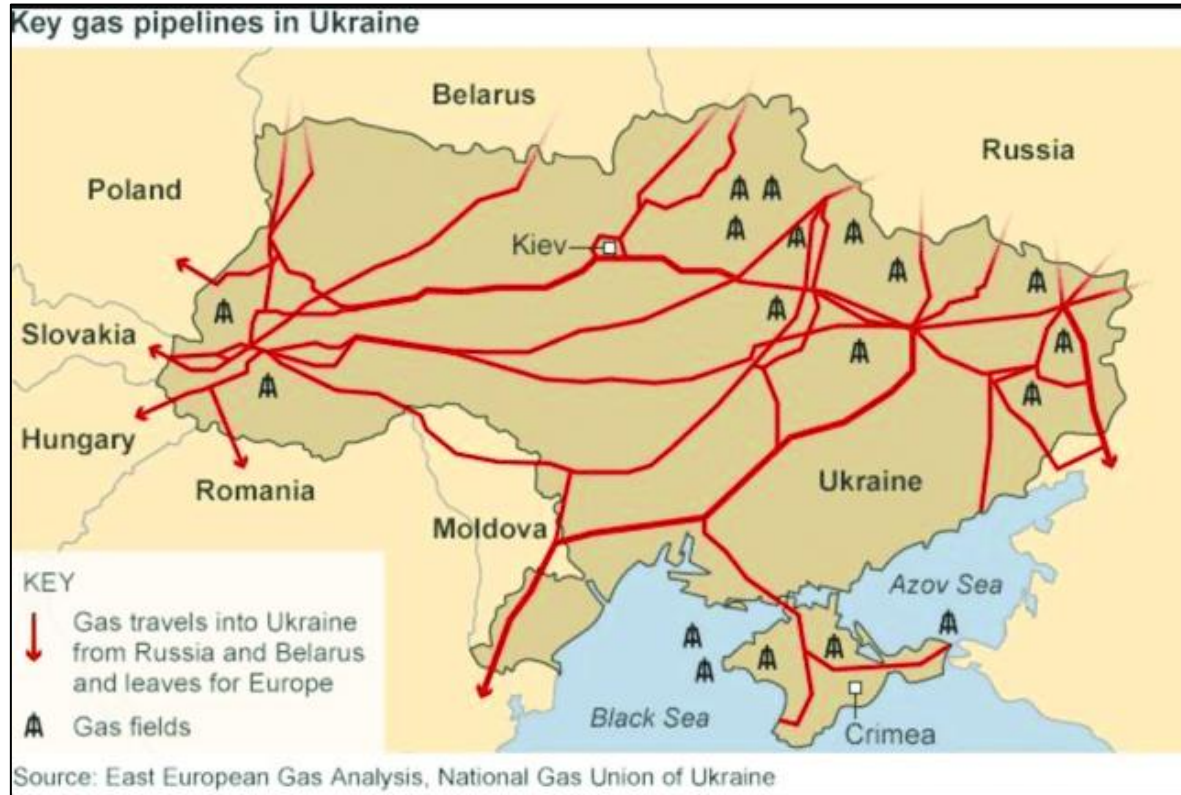 Key gas pipelines in Ukraine
Belarus
Russia
Poland
Kiev
Slovakia
Hungary
Ukraine
Romania
Moldova
KEY
Azov Sea
Gas travels into Ukraine
from Russia and Belarus
and leaves for Europe
Black Sea
Gas fields
Crimea
Source: East European Gas Analysis, National Gas Union of Ukraine